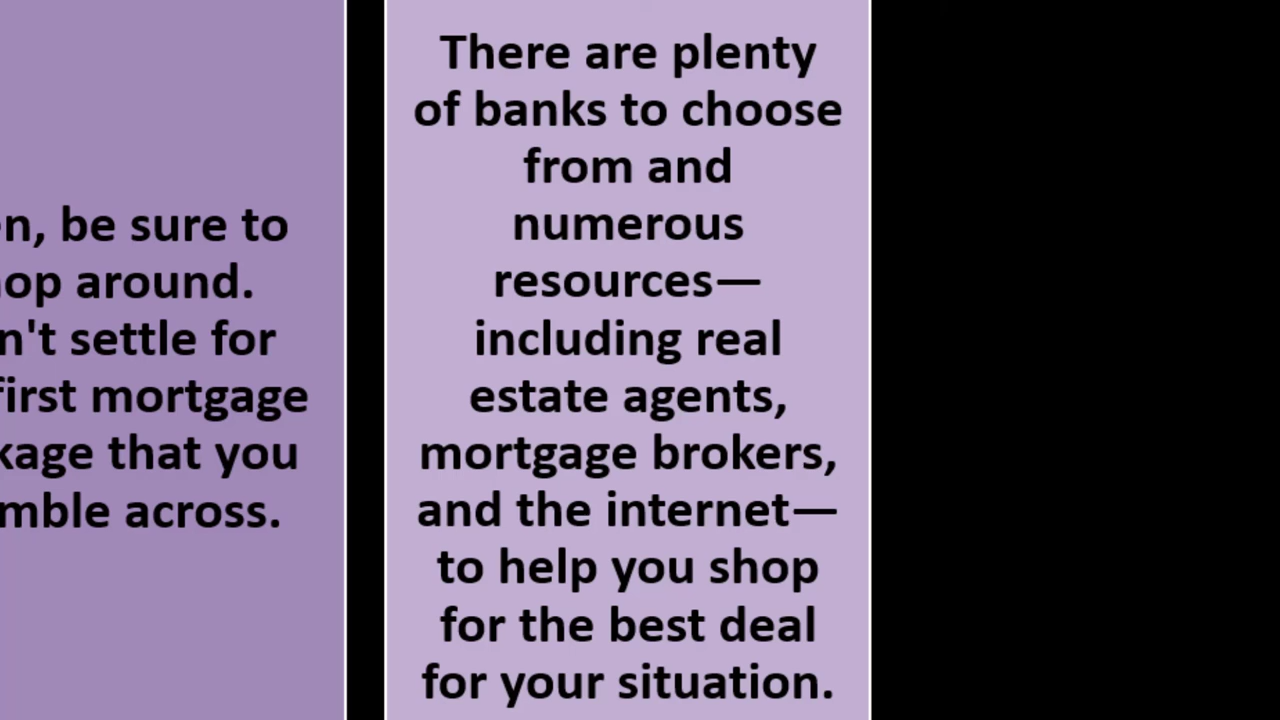 be sure to
around.
settle for
first mortgage
that you
across.
There are plenty
of banks to choose
from and
numerous
resources—
including real
estate agents,
mortgage brokers,
and the internet—
to help you shop
for the best deal
for your situation.